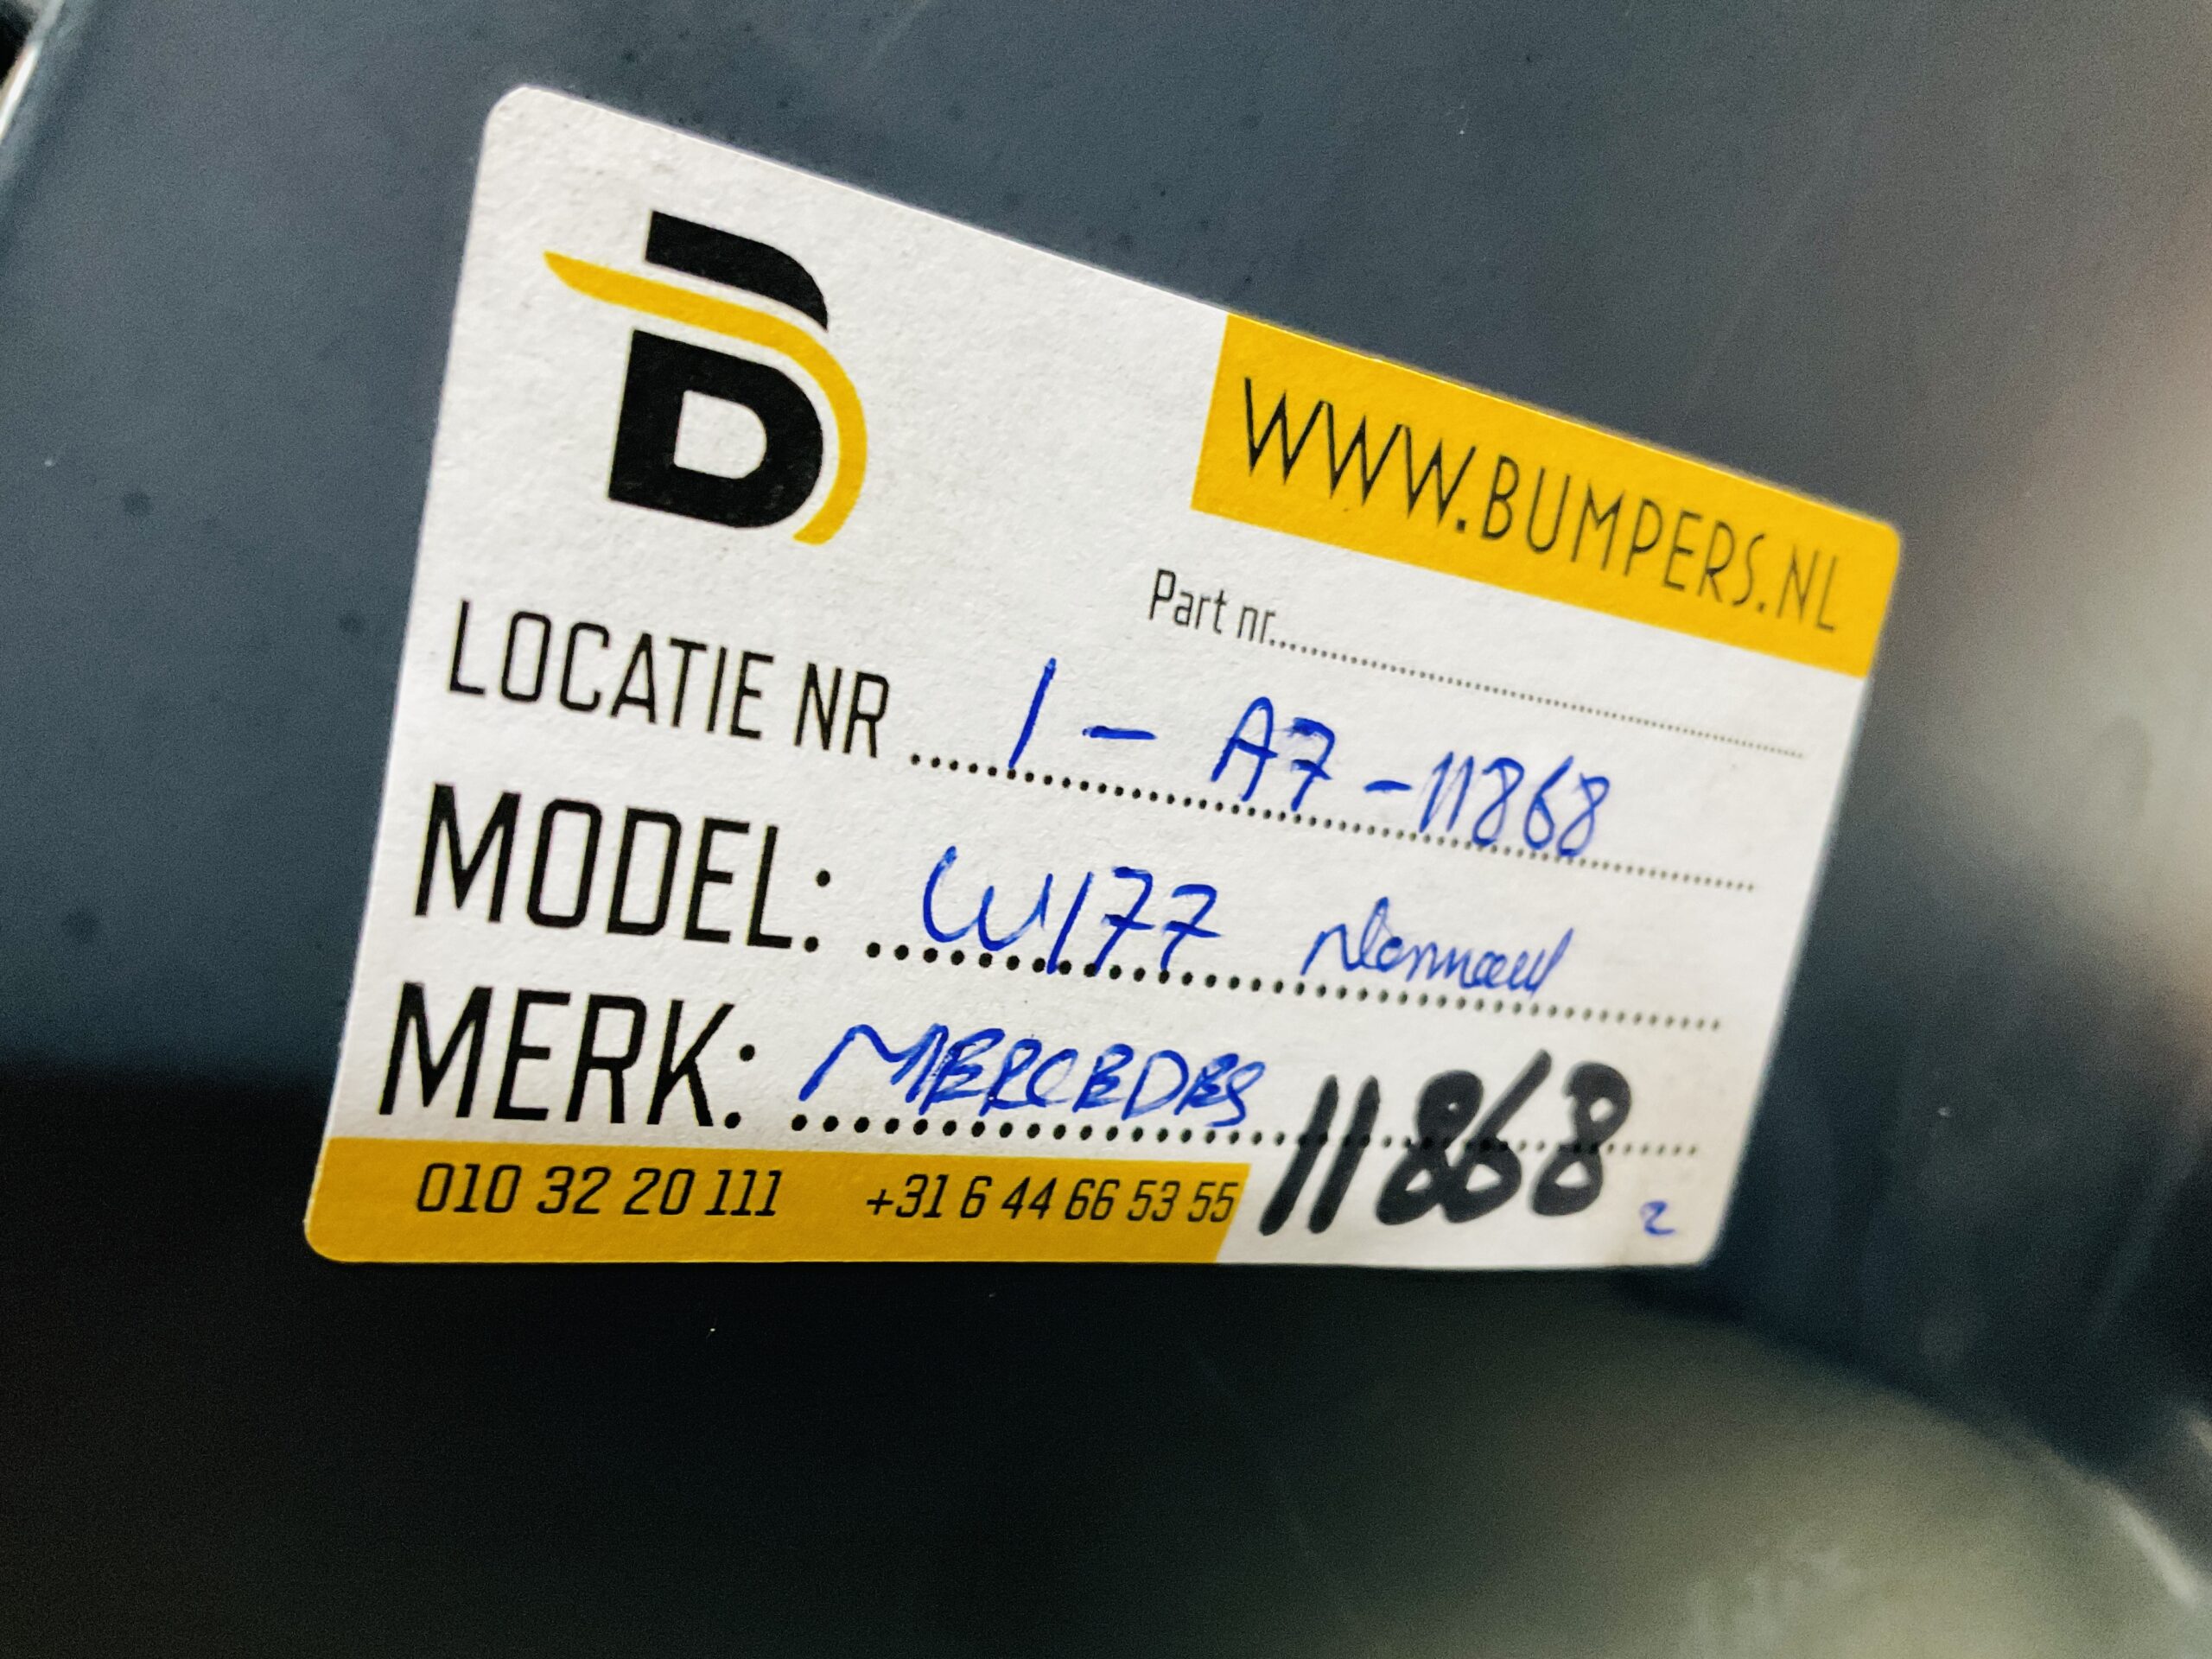 B
WWW.BUMPERS.NL
Part nr.......................................
LOCATIE NR ..... 1 - A7 - 11868
MODEL: ... W177 Normaal
MERK: ... MERCEDES
11868
010 32 20 111 +31 6 44 66 53 55
2